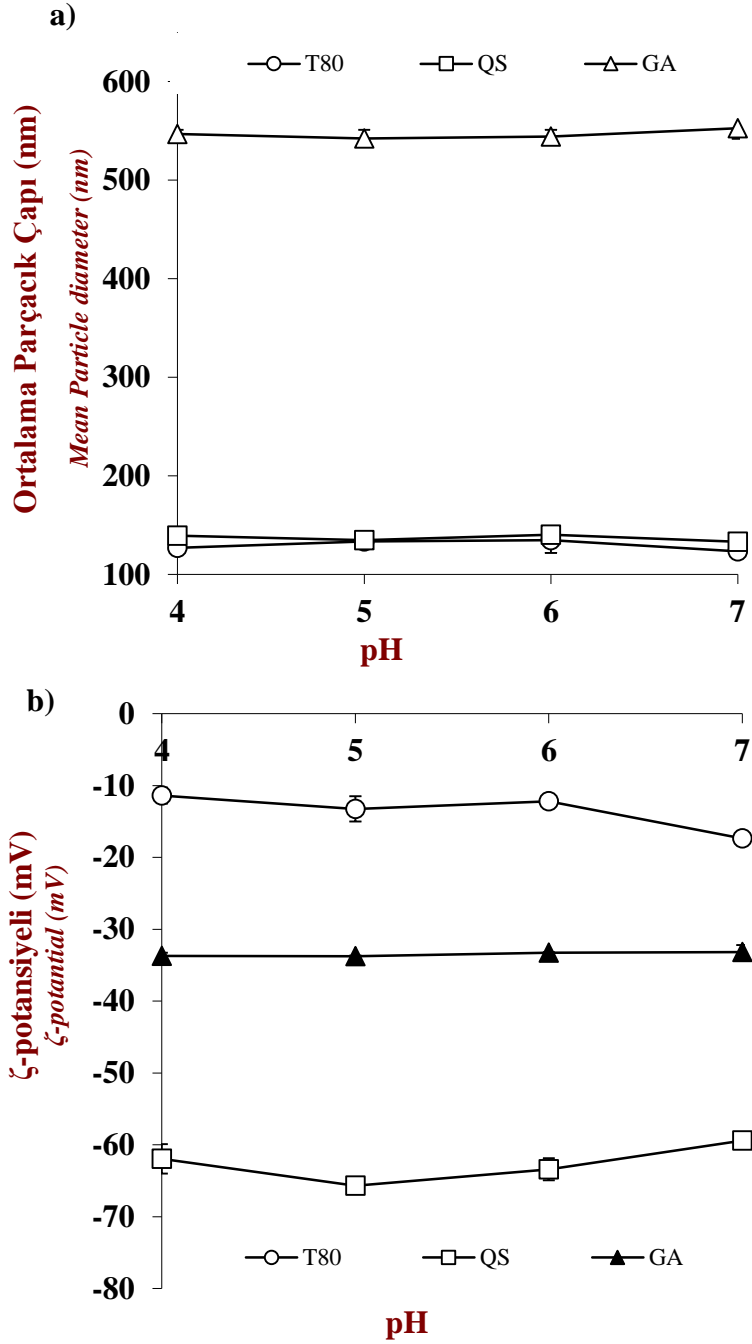 a)
T80 QS GA
600
500
400
300
200
100
Ortalama Parçacık Çapı (nm)
Mean Particle diameter (nm)
4 5 6 7
pH
b)
0
4 5 6 7
-10
-20
-30
-40
-50
-60
-70
-80
ζ-potansiyeli (mV)
ζ-potantial (mV)
T80 QS GA
pH